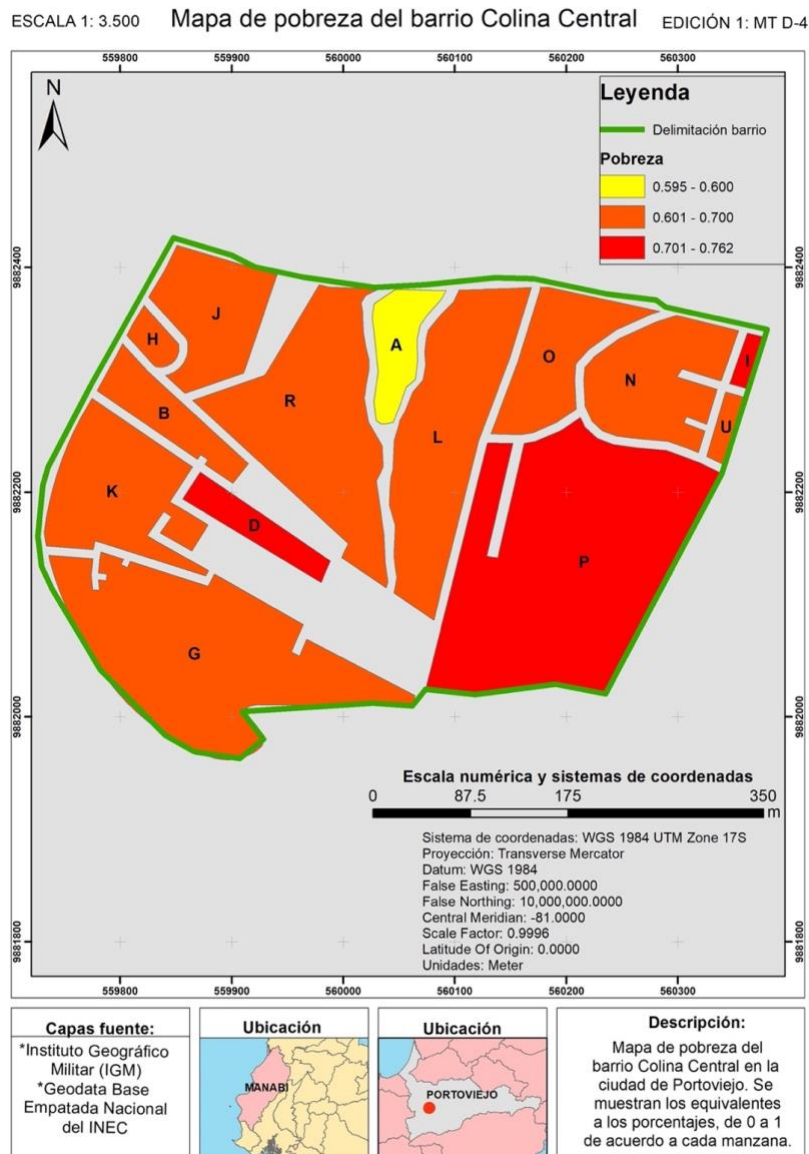 ESCALA 1: 3.500 Mapa de pobreza del barrio Colina Central EDICIÓN 1: MT D-4
559800 559900 560000 560100 560200 560300
N
Leyenda
Delimitación barrio
Pobreza
0.595 - 0.600
0.601 - 0.700
0.701 - 0.762
9882400 9882400
J
H
A
I
O
N
R
B
U
L
K
9882200 9882200
D
P
G
9882000 9882000
Escala numérica y sistemas de coordenadas
0 87.5 175 350
m
Sistema de coordenadas: WGS 1984 UTM Zone 17S
Proyección: Transverse Mercator
Datum: WGS 1984
False Easting: 500,000.0000
False Northing: 10,000,000.0000
Central Meridian: -81.0000
Scale Factor: 0.9996
Latitude Of Origin: 0.0000
Unidades: Meter
9881800 9881800
559800 559900 560000 560100 560200 560300
Capas fuente:
*Instituto Geográfico
Militar (IGM)
*Geodata Base
Empatada Nacional
del INEC
Ubicación
MANABI
Ubicación
PORTOVIEJO
Descripción:
Mapa de pobreza del
barrio Colina Central en la
ciudad de Portoviejo. Se
muestran los equivalentes
a los porcentajes, de 0 a 1
de acuerdo a cada manzana.